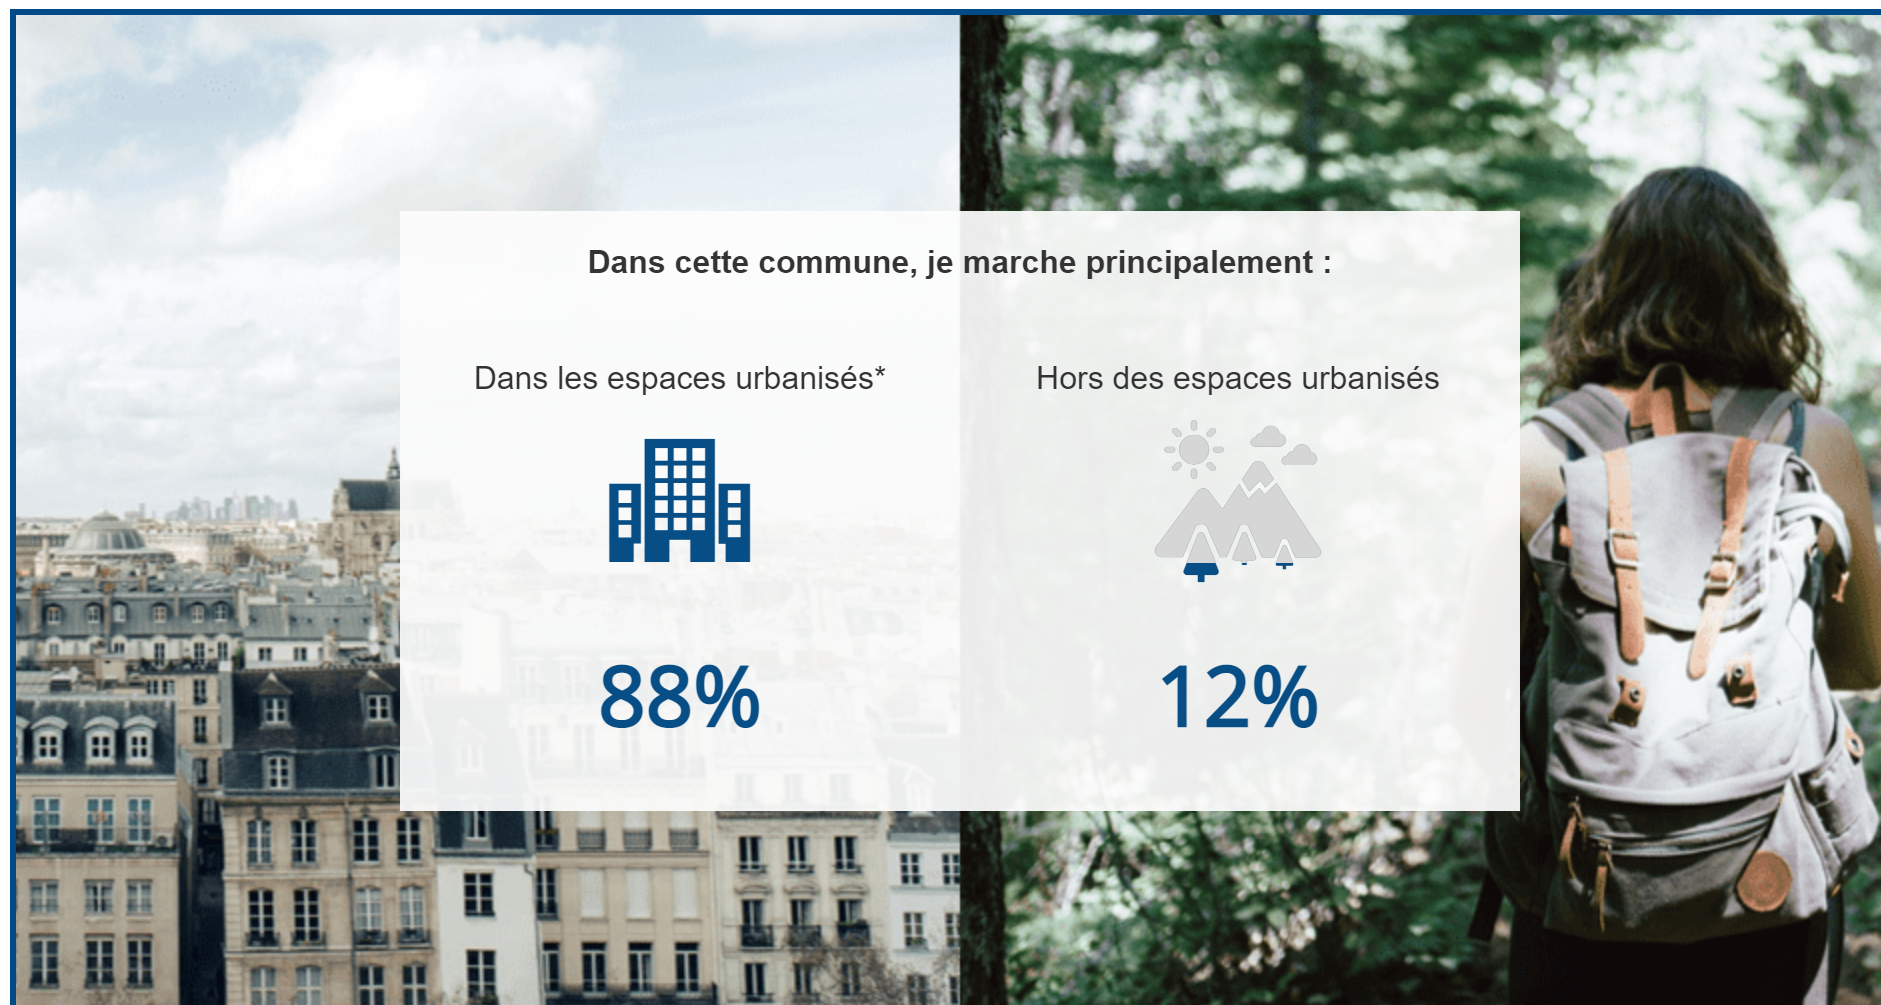 Dans cette commune, je marche principalement :
Dans les espaces urbanisés*
Hors des espaces urbanisés
88%
12%